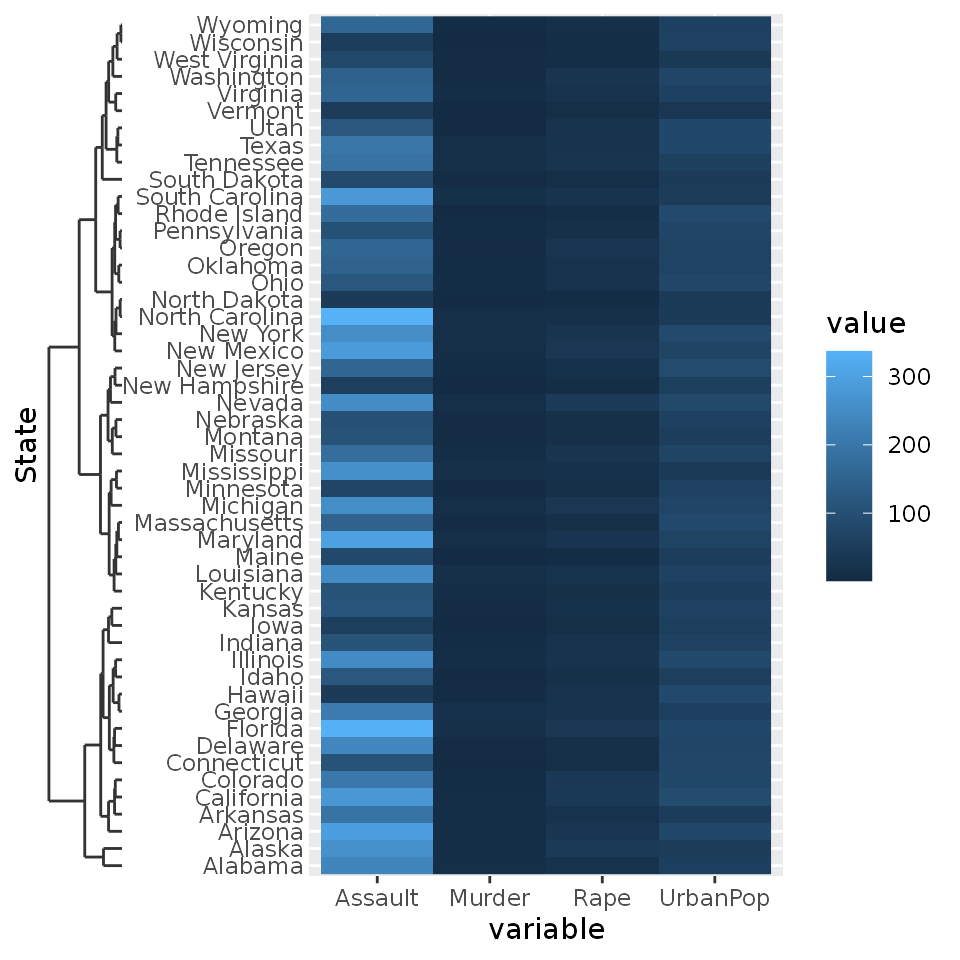 Wyoming
Wisconsin
West Virginia
Washington
Virginia
Vermont
Utah
Texas
Tennessee
South Dakota
South Carolina
Rhode Island
Pennsylvania
Oregon
Oklahoma
Ohio
North Dakota
North Carolina
New York
New Mexico
New Jersey
New Hampshire
Nevada
Nebraska
Montana
Missouri
Mississippi
Minnesota
Michigan
Massachusetts
Maryland
Maine
Louisiana
Kentucky
Kansas
Iowa
Indiana
Illinois
Idaho
Hawaii
Georgia
Florida
Delaware
Connecticut
Colorado
California
Arkansas
Arizona
Alaska
Alabama
State
Assault Murder Rape UrbanPop
variable
value
300
200
100